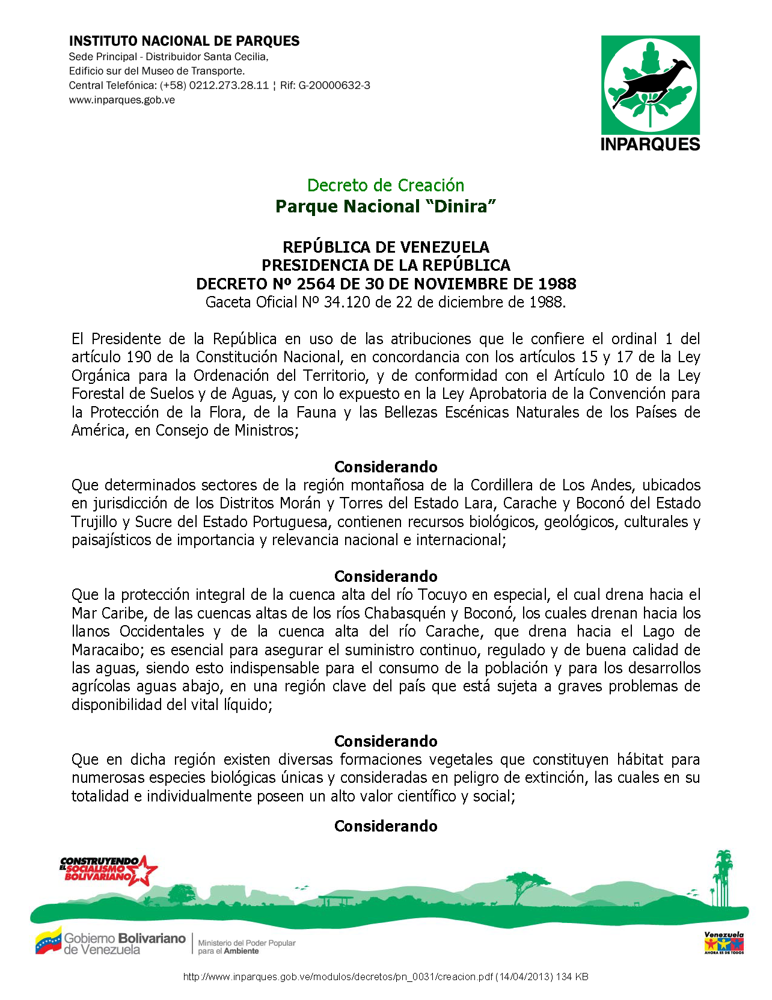 INSTITUTO NACIONAL DE PARQUES
Sede Principal - Distribuidor Santa Cecilia,
Edificio sur del Museo de Transporte.
Central Telefónica: (+58) 0212.273.28.11 ¦ Rif: G-20000632-3
www.inparques.gob.ve
INPARQUES
Decreto de Creación
Parque Nacional “Dinira”
REPÚBLICA DE VENEZUELA
PRESIDENCIA DE LA REPÚBLICA
DECRETO Nº 2564 DE 30 DE NOVIEMBRE DE 1988
Gaceta Oficial Nº 34.120 de 22 de diciembre de 1988.
El Presidente de la República en uso de las atribuciones que le confiere el ordinal 1 del
artículo 190 de la Constitución Nacional, en concordancia con los artículos 15 y 17 de la Ley
Orgánica para la Ordenación del Territorio, y de conformidad con el Artículo 10 de la Ley
Forestal de Suelos y de Aguas, y con lo expuesto en la Ley Aprobatoria de la Convención para
la Protección de la Flora, de la Fauna y las Bellezas Escénicas Naturales de los Países de
América, en Consejo de Ministros;
Considerando
Que determinados sectores de la región montañosa de la Cordillera de Los Andes, ubicados
en jurisdicción de los Distritos Morán y Torres del Estado Lara, Carache y Boconó del Estado
Trujillo y Sucre del Estado Portuguesa, contienen recursos biológicos, geológicos, culturales y
paisajísticos de importancia y relevancia nacional e internacional;
Considerando
Que la protección integral de la cuenca alta del río Tocuyo en especial, el cual drena hacia el
Mar Caribe, de las cuencas altas de los ríos Chabasquén y Boconó, los cuales drenan hacia los
llanos Occidentales y de la cuenca alta del río Carache, que drena hacia el Lago de
Maracaibo; es esencial para asegurar el suministro continuo, regulado y de buena calidad de
las aguas, siendo esto indispensable para el consumo de la población y para los desarrollos
agrícolas aguas abajo, en una región clave del país que está sujeta a graves problemas de
disponibilidad del vital líquido;
Considerando
Que en dicha región existen diversas formaciones vegetales que constituyen hábitat para
numerosas especies biológicas únicas y consideradas en peligro de extinción, las cuales en su
totalidad e individualmente poseen un alto valor científico y social;
Considerando
CONSTRUYENDO
EL SOCIALISMO
BOLIVARIANO
Gobierno Bolivariano
de Venezuela
Ministerio del Poder Popular
para el Ambiente
Venezuela
AHORA ES DE TODOS
http://www.inparques.gob.ve/modulos/decretos/pn_0031/creacion.pdf (14/04/2013) 134 KB